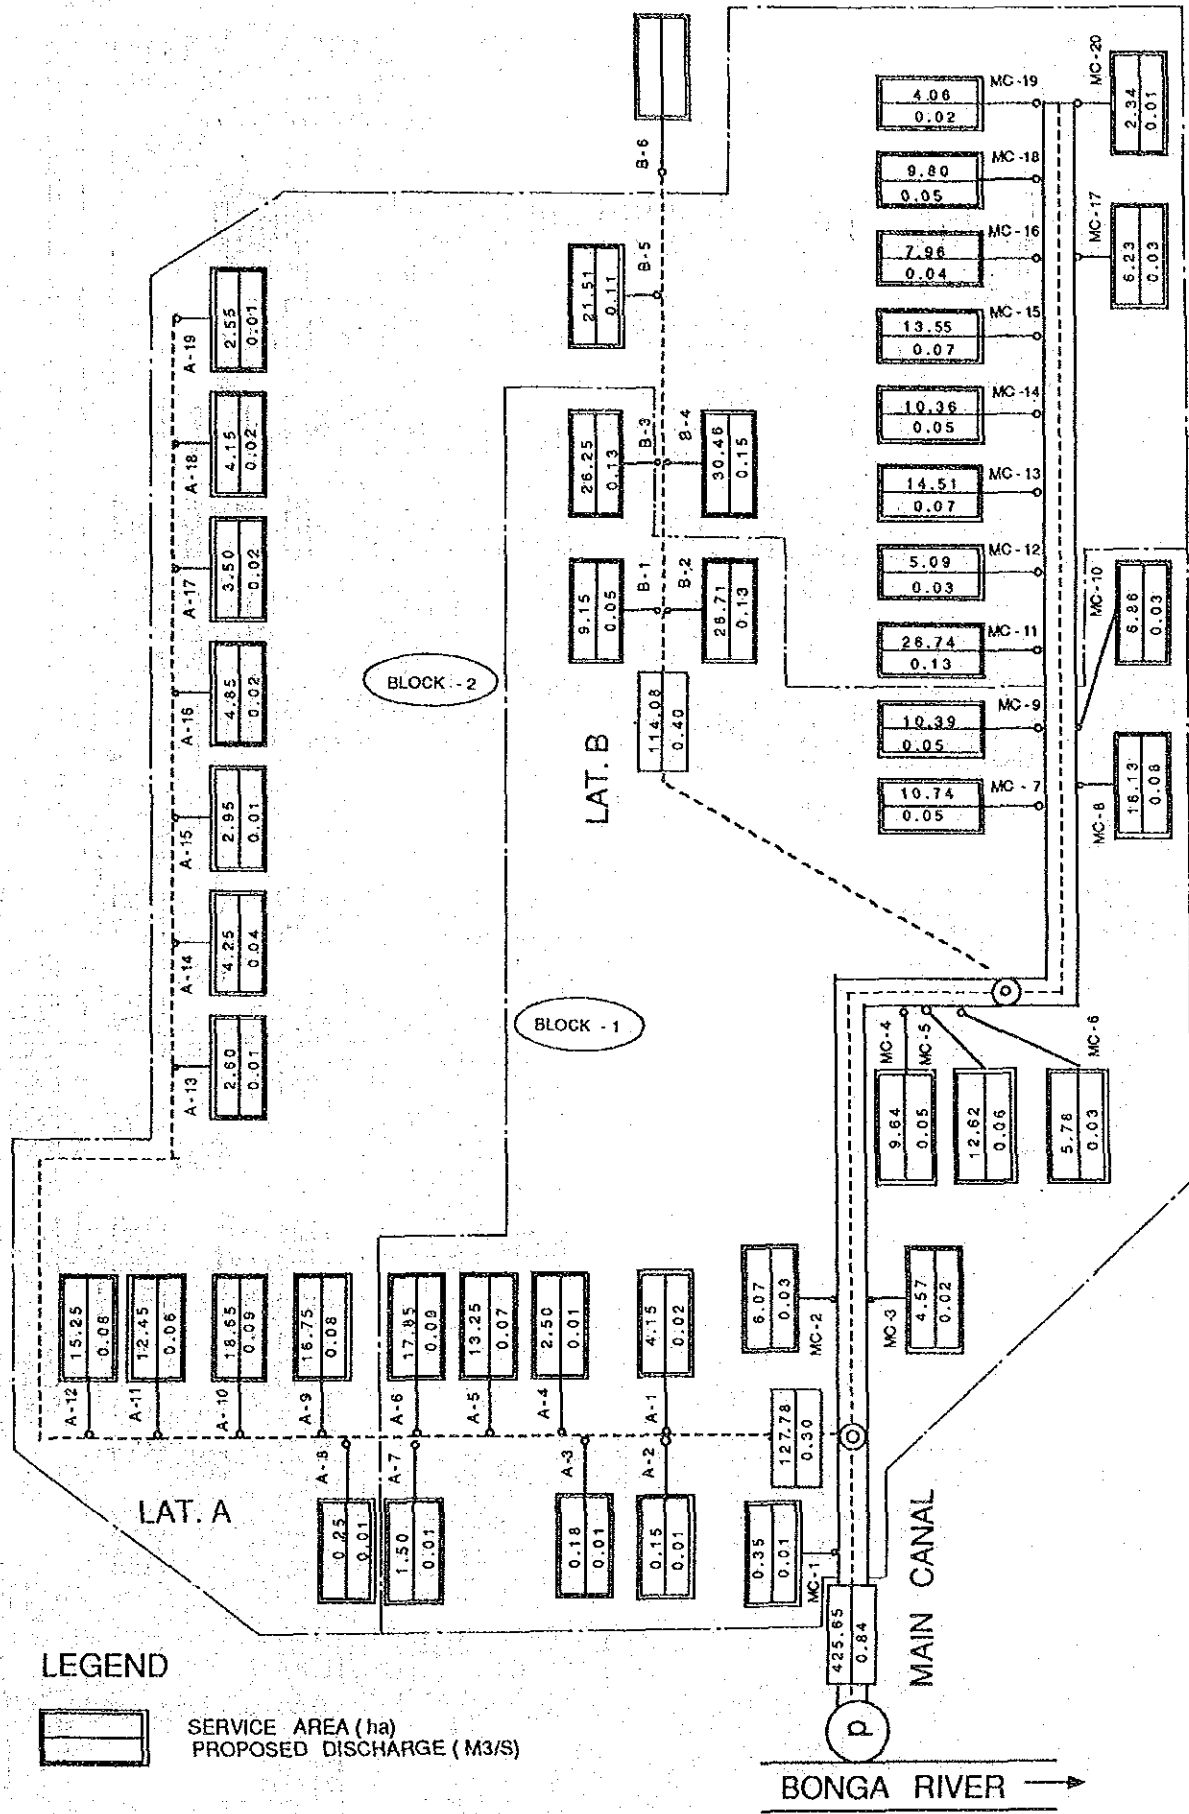 MC-20
2.34
0.01
MC-19
4.06
0.02
MC-18
9.80
0.05
MC-17
6.23
0.03
MC-16
7.96
0.04
MC-15
13.55
0.07
MC-14
10.36
0.05
MC-13
14.51
0.07
MC-12
5.09
0.03
MC-11
26.74
0.13
MC-10
6.86
0.03
MC-9
10.39
0.05
MC-8
16.13
0.08
MC-7
10.74
0.05
B-6
B-5
21.51
0.11
B-3
26.25
0.13
B-4
30.46
0.15
B-1
9.15
0.05
B-2
26.71
0.13
114.08
0.40
LAT. B
A-19
2.55
0.01
A-18
4.15
0.02
A-17
3.50
0.02
A-16
4.85
0.02
A-15
2.95
0.01
A-14
4.25
0.04
A-13
2.60
0.01
BLOCK - 2
BLOCK - 1
MC-4
9.64
0.05
MC-5
12.62
0.06
MC-6
5.78
0.03
MC-2
6.07
0.03
MC-3
4.57
0.02
A-12
15.25
0.08
A-11
12.45
0.06
A-10
18.65
0.09
A-9
16.75
0.08
A-6
17.85
0.09
A-5
13.25
0.07
A-4
2.50
0.01
A-1
4.15
0.02
A-8
0.25
0.01
A-7
1.50
0.01
A-3
0.18
0.01
A-2
0.15
0.01
127.78
0.30
MC-1
0.35
0.01
LAT. A
425.65
0.84
MAIN CANAL
P
BONGA RIVER
LEGEND
SERVICE AREA (ha)
PROPOSED DISCHARGE (M3/S)